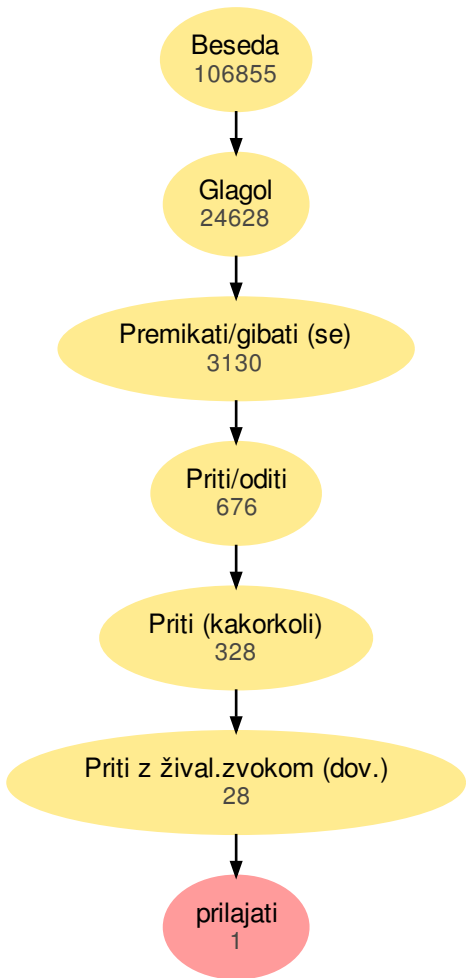 Beseda
106855
Glagol
24628
Premikati/gibati (se)
3130
Priti/oditi
676
Priti (kakorkoli)
328
Priti z žival.zvokom (dov.)
28
prilajati
1